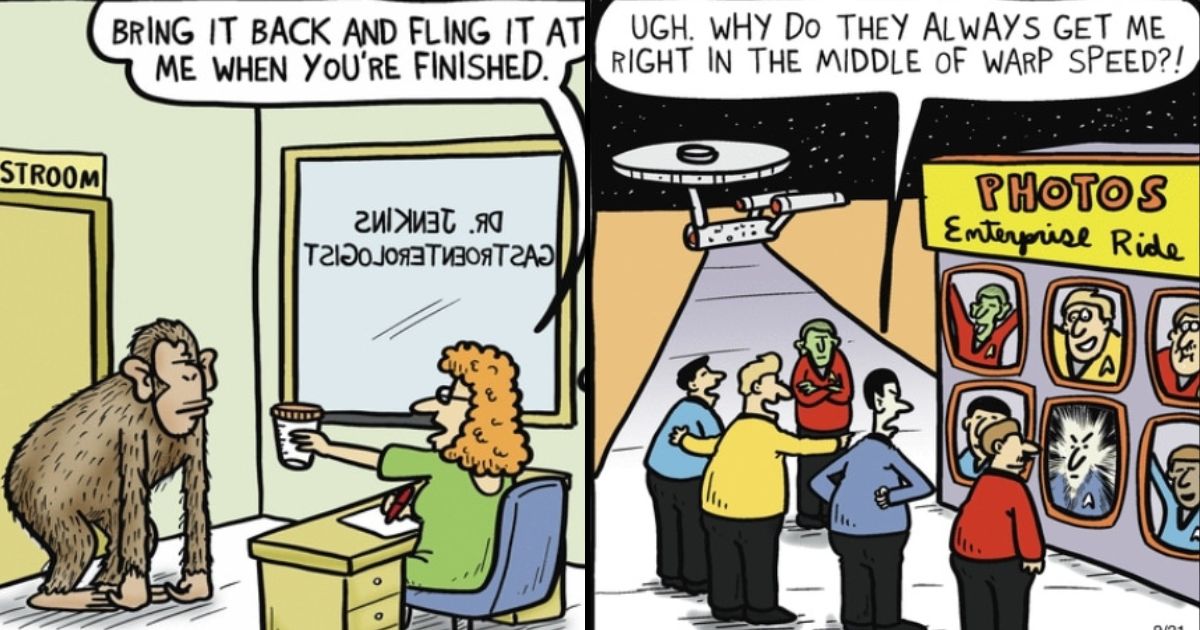 BRING IT BACK AND FLING IT AT
ME WHEN YOU'RE FINISHED.
STROOM
DR. JENKINS
GASTROENTEROLOGIST
UGH. WHY DO THEY ALWAYS GET ME
RIGHT IN THE MIDDLE OF WARP SPEED?!
PHOTOS
Enterprise Ride